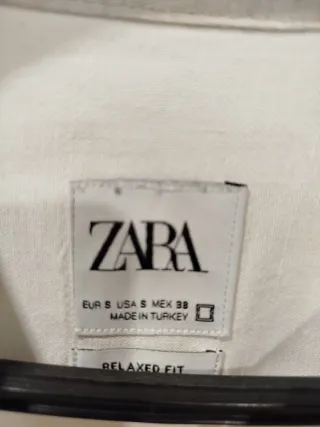 ZARA
EUR S USA S MEX 38
MADE IN TURKEY
RELAXED FIT